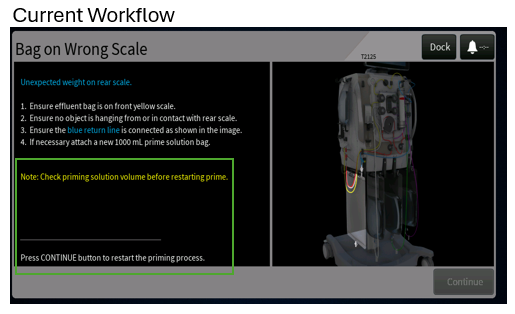 Current Workflow
Bag on Wrong Scale
T2125
Dock
--:--
Unexpected weight on rear scale.
1. Ensure effluent bag is on front yellow scale.
2. Ensure no object is hanging from or in contact with rear scale.
3. Ensure the blue return line is connected as shown in the image.
4. If necessary attach a new 1000 mL prime solution bag.
Note: Check priming solution volume before restarting prime.
Press CONTINUE button to restart the priming process.
Continue